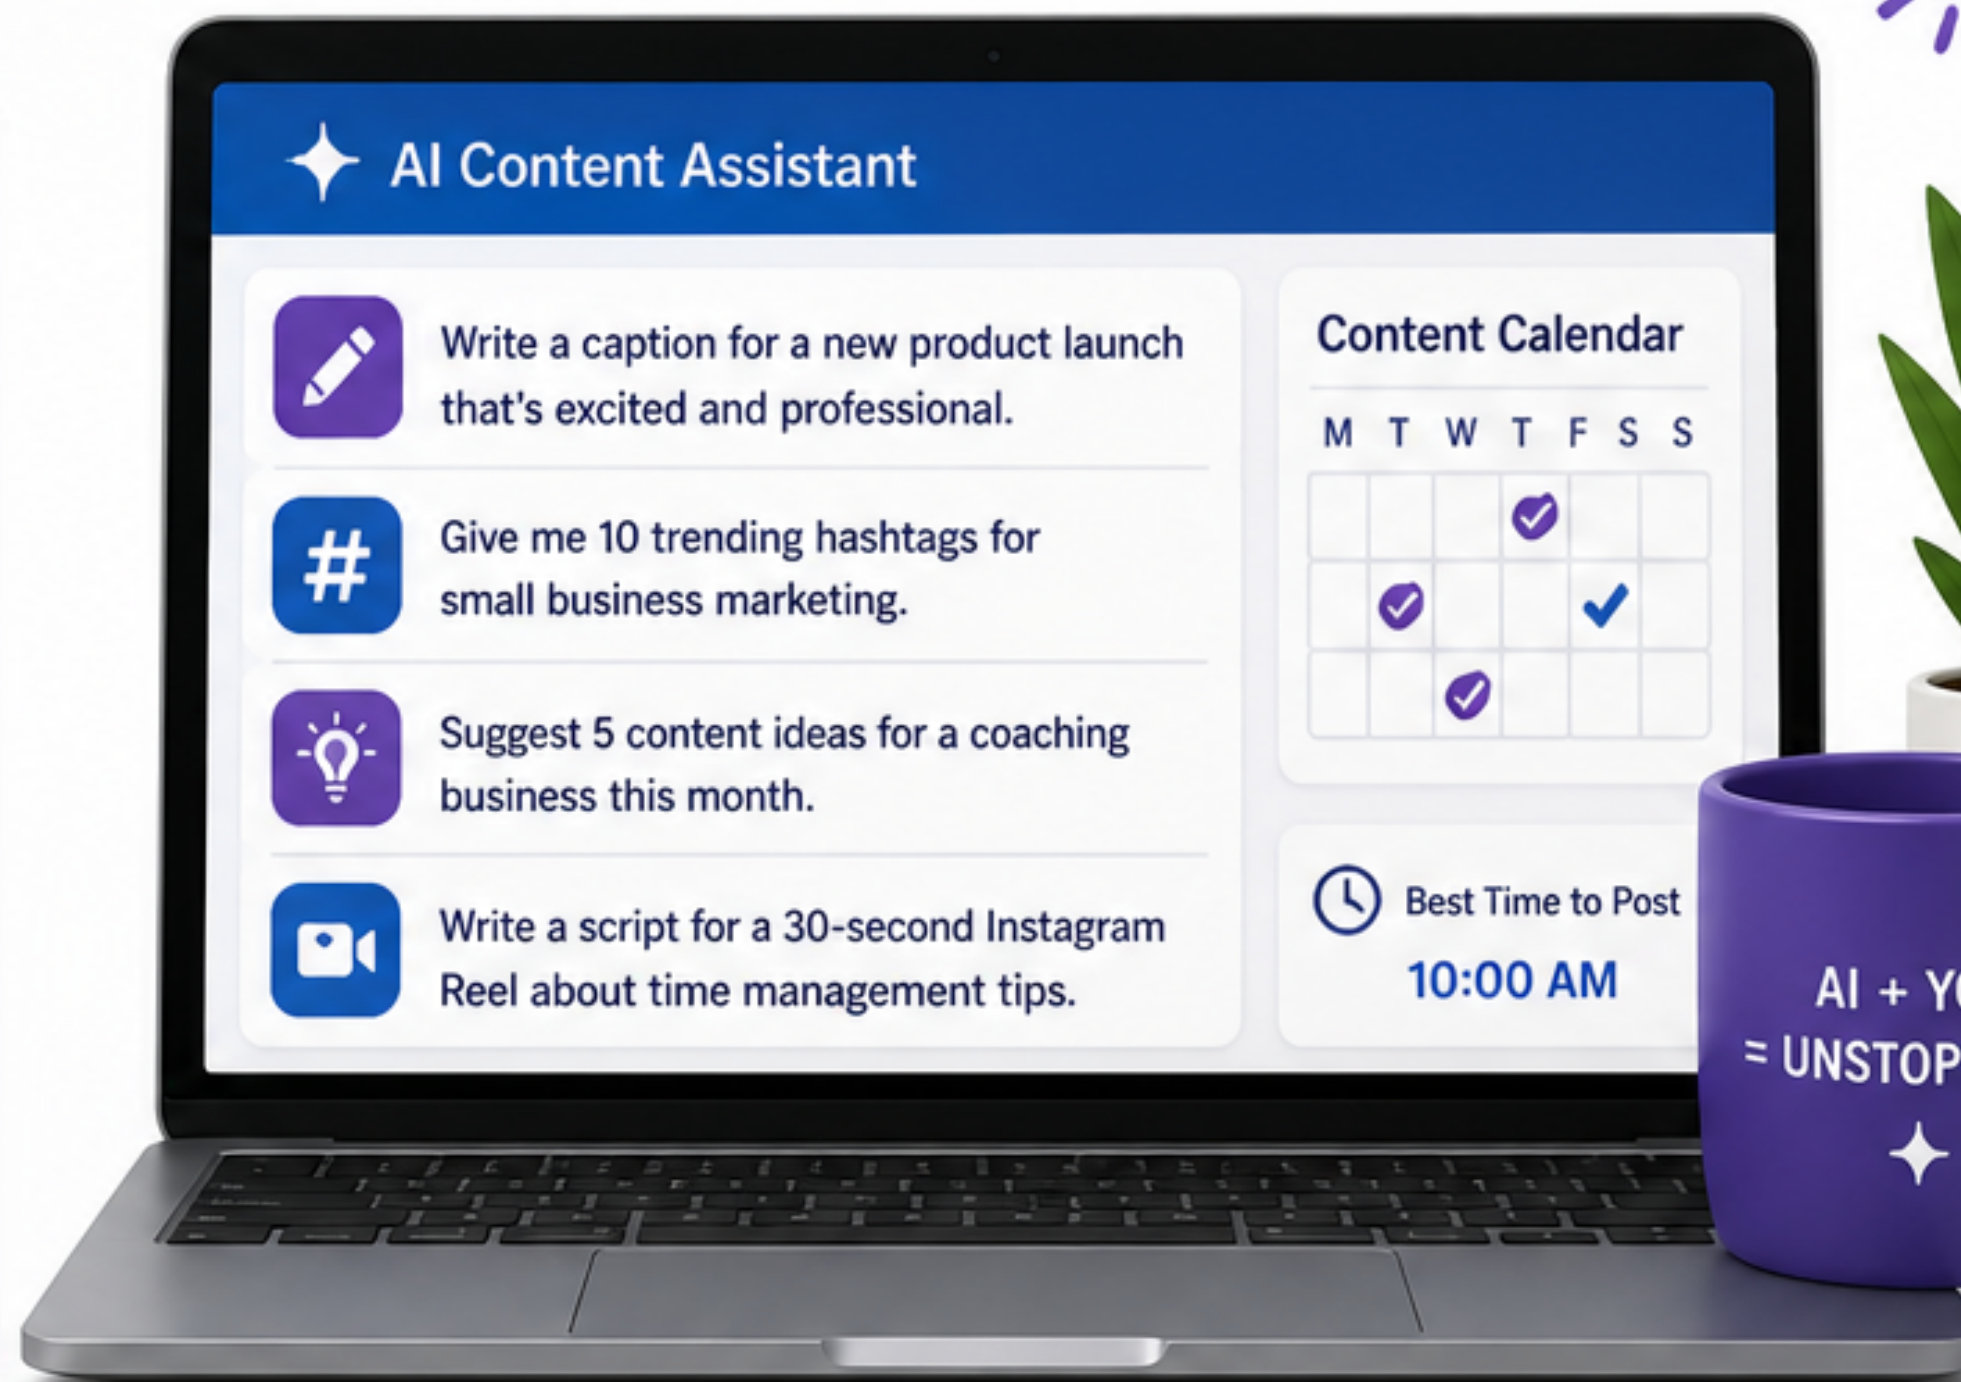 AI Content Assistant
Write a caption for a new product launch
that's excited and professional.
Give me 10 trending hashtags for
small business marketing.
Suggest 5 content ideas for a coaching
business this month.
Write a script for a 30-second Instagram
Reel about time management tips.
Content Calendar
M T W T F S S
Best Time to Post
10:00 AM
AI +
=